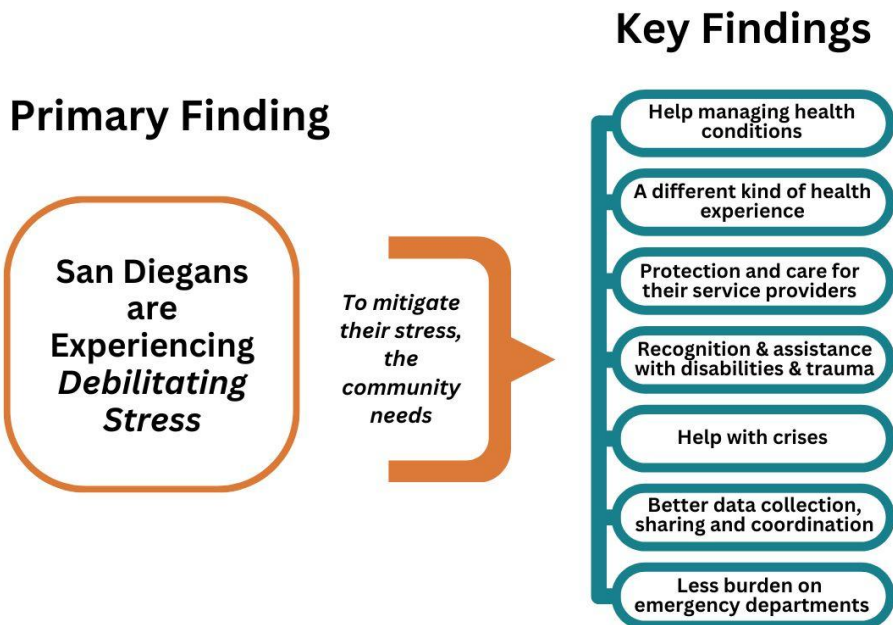 Key Findings
Primary Finding
San Diegans
are
Experiencing
Debilitating
Stress
To mitigate
their stress,
the
community
needs
Help managing health
conditions
A different kind of health
experience
Protection and care for
their service providers
Recognition & assistance
with disabilities & trauma
Help with crises
Better data collection,
sharing and coordination
Less burden on
emergency departments